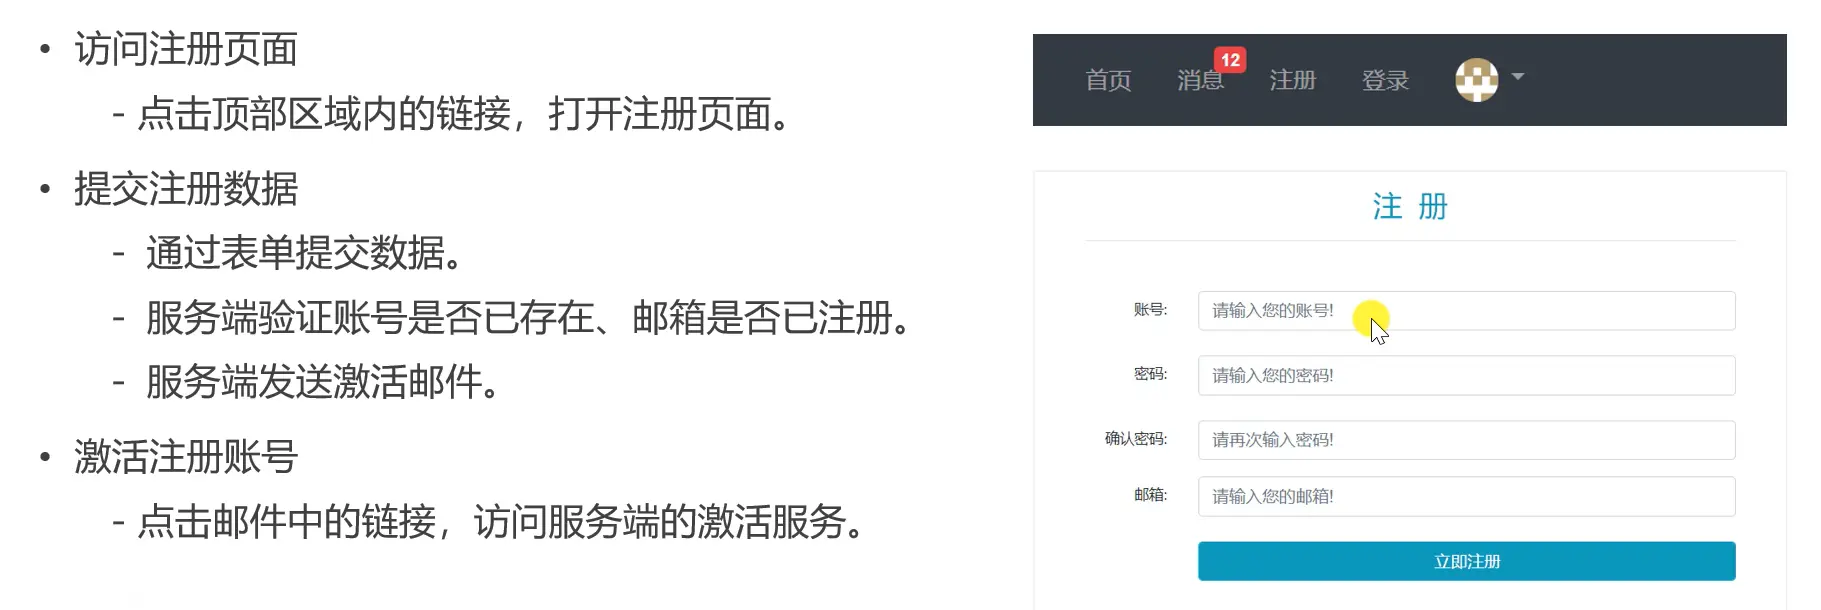 • 访问注册页面
- 点击顶部区域内的链接，打开注册页面。
• 提交注册数据
- 通过表单提交数据。
- 服务端验证账号是否已存在、邮箱是否已注册。
- 服务端发送激活邮件。
• 激活注册账号
- 点击邮件中的链接，访问服务端的激活服务。
首页 消息 12 注册 登录
注 册
账号: 请输入您的账号!
密码: 请输入您的密码!
确认密码: 请再次输入密码!
邮箱: 请输入您的邮箱!
立即注册